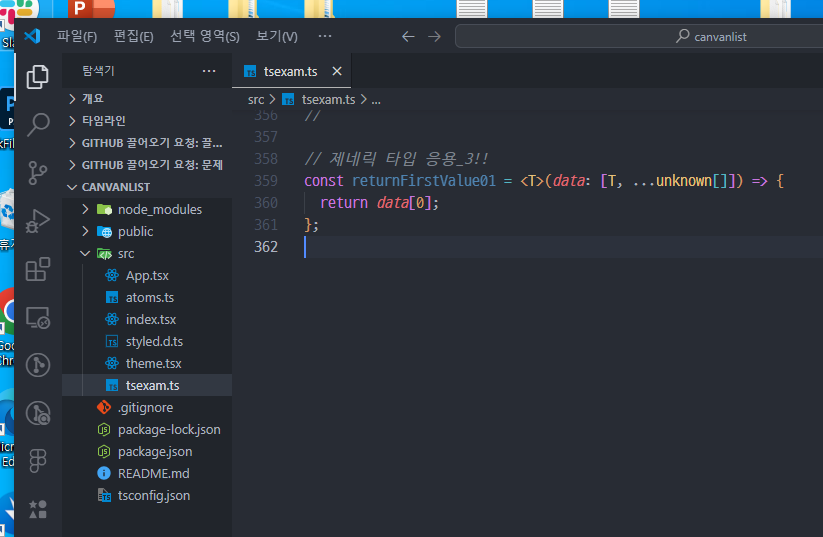 파일(F) 편집(E) 선택 영역(S) 보기(V) ··· canvanlist
탐색기 ···
tsexam.ts
개요
타임라인
GITHUB 끌어오기 요청: 끌...
GITHUB 끌어오기 요청: 문제
CANVANLIST
node_modules
public
src
App.tsx
atoms.ts
index.tsx
styled.d.ts
theme.tsx
tsexam.ts
.gitignore
package-lock.json
package.json
README.md
tsconfig.json
src > tsexam.ts > ...
356 //
357
358 // 제네릭 타입 응용_3!!
359 const returnFirstValue01 = <T>(data: [T, ...unknown[]]) => {
360 return data[0];
361 };
362